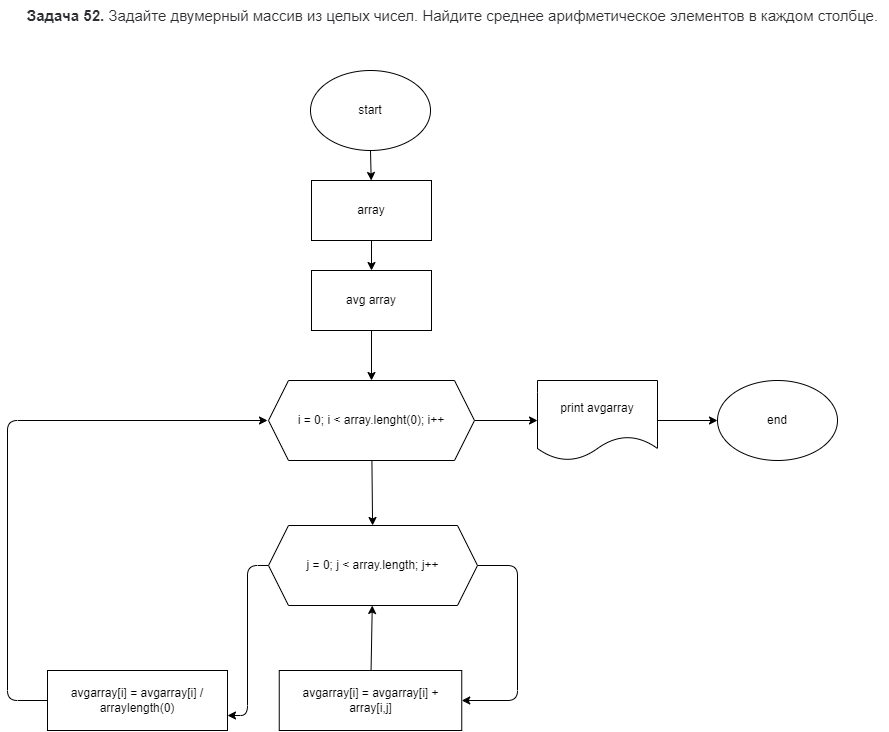 Задача 52. Задайте двумерный массив из целых чисел. Найдите среднее арифметическое элементов в каждом столбце.
start
array
avg array
i = 0; i < array.lenght(0); i++
print avgarray
end
j = 0; j < array.length; j++
avgarray[i] = avgarray[i] /
arraylength(0)
avgarray[i] = avgarray[i] +
array[i,j]